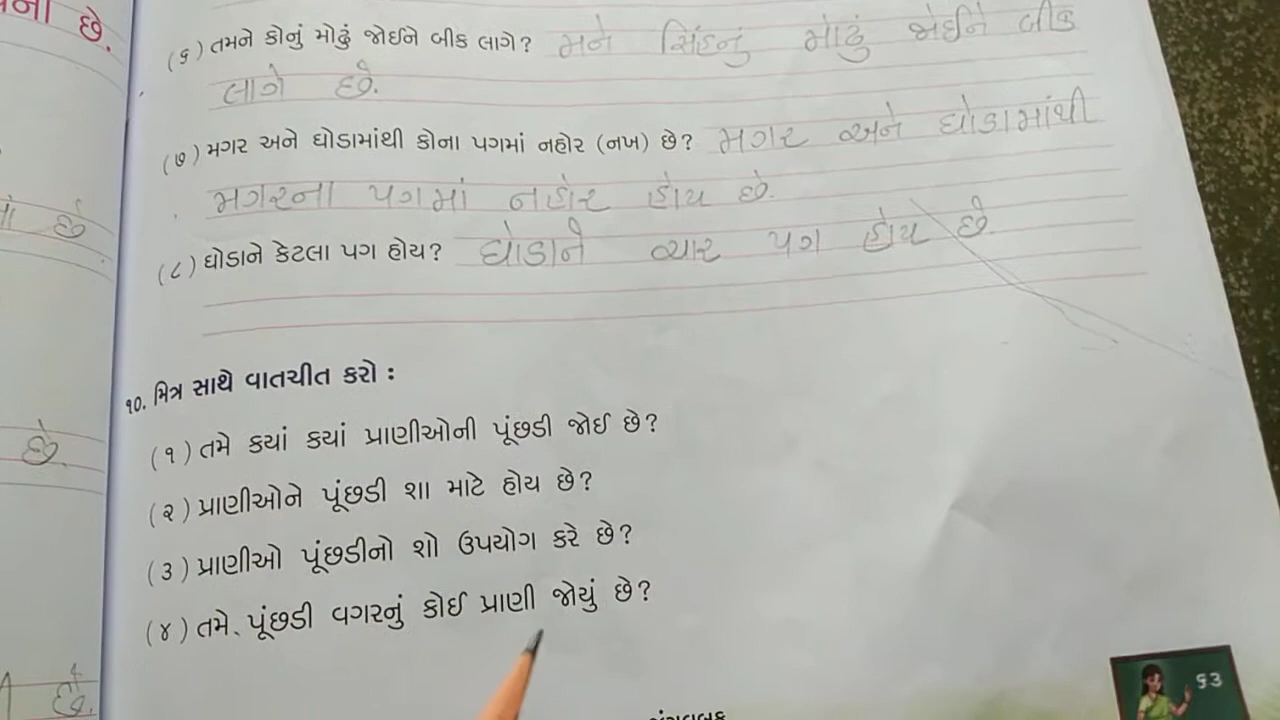 છે.
(૬) તમને કોનું મોઢું જોઈને બીક લાગે? મને સિંહનું મોઢું જોઈને બીક
લાગે છે.
(૭) મગર અને ઘોડામાંથી કોના પગમાં નહોર (નખ) છે? મગર અને ઘોડામાંથી
મગરના પગમાં નહોર હોય છે.
(૮) ઘોડાને કેટલા પગ હોય? ઘોડાને ચાર પગ હોય છે
છે
છે.
છે.
૧૦. મિત્ર સાથે વાતચીત કરો :
(૧) તમે કયાં કયાં પ્રાણીઓની પૂંછડી જોઈ છે?
(૨) પ્રાણીઓને પૂંછડી શા માટે હોય છે?
(૩) પ્રાણીઓ પૂંછડીનો શો ઉપયોગ કરે છે?
(૪) તમે પૂંછડી વગરનું કોઈ પ્રાણી જોયું છે?
૬૩